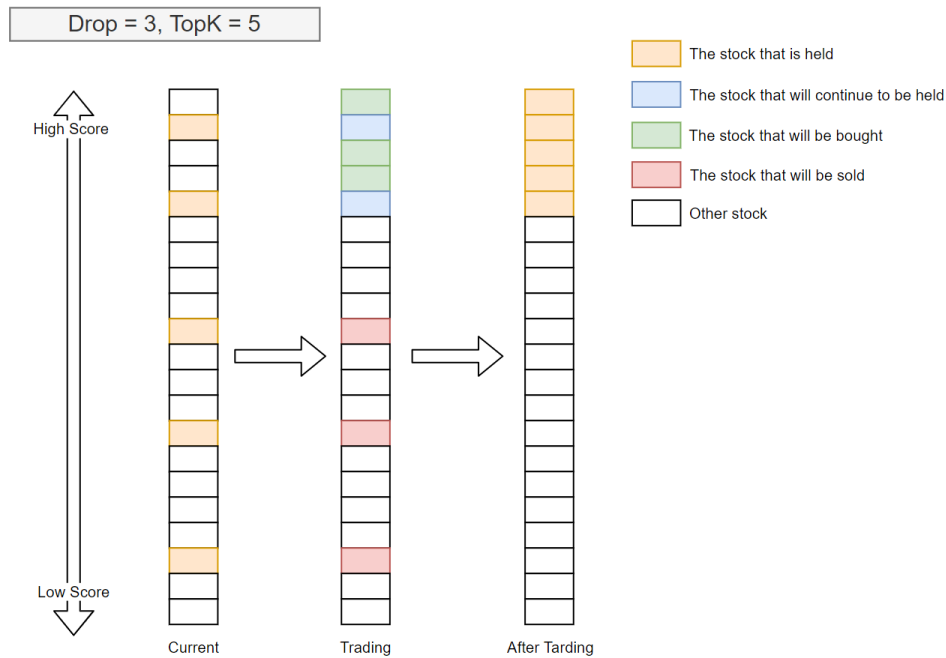 Drop = 3, TopK = 5
The stock that is held
The stock that will continue to be held
The stock that will be bought
The stock that will be sold
Other stock
High Score
Low Score
Current
Trading
After Tarding